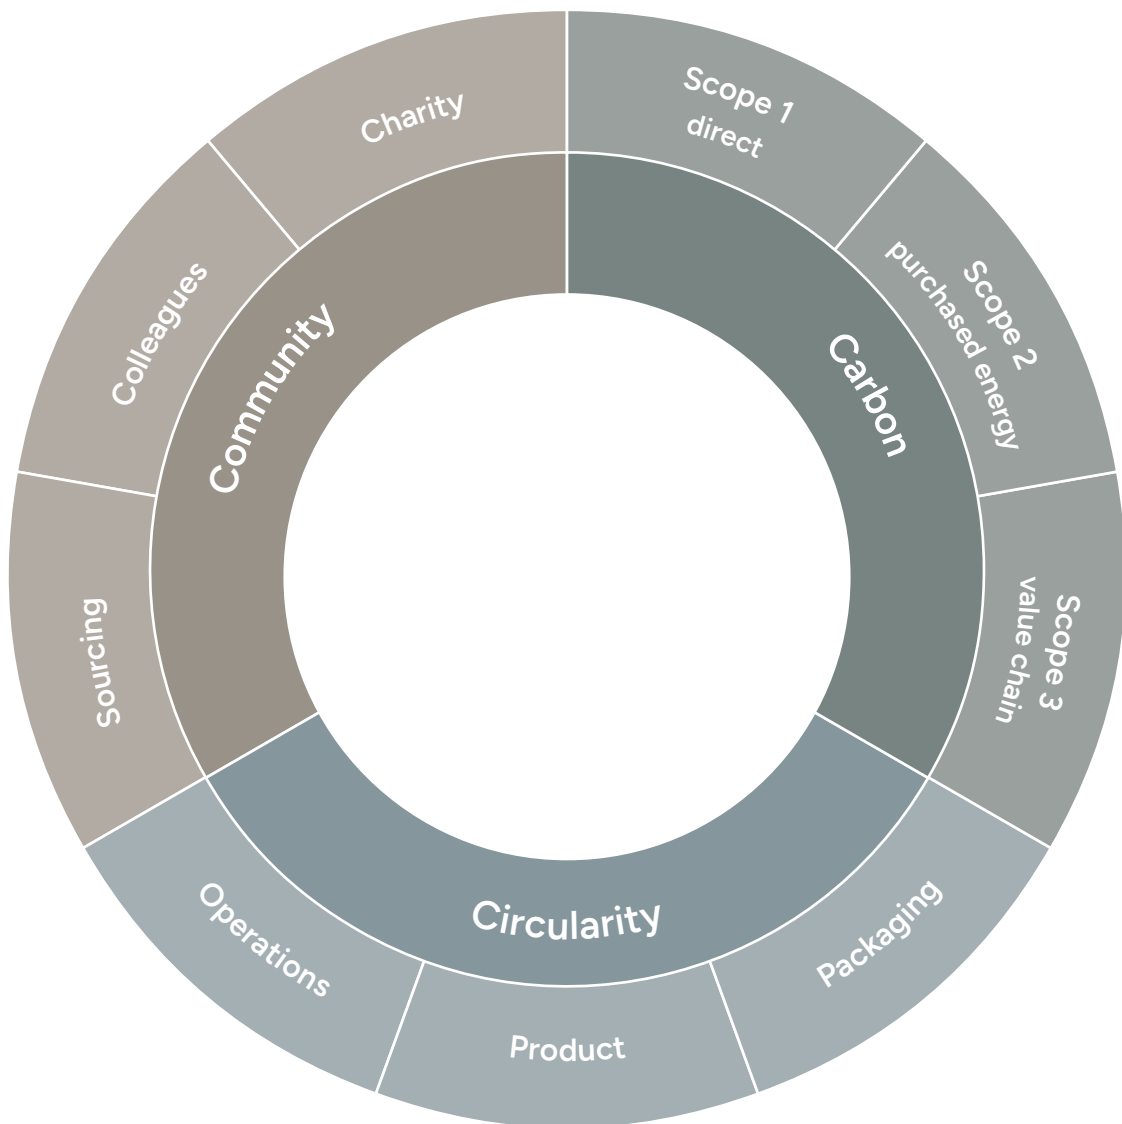 Scope 1
direct
Scope 2
purchased energy
Scope 3
value chain
Packaging
Product
Operations
Sourcing
Colleagues
Charity
Carbon
Circularity
Community